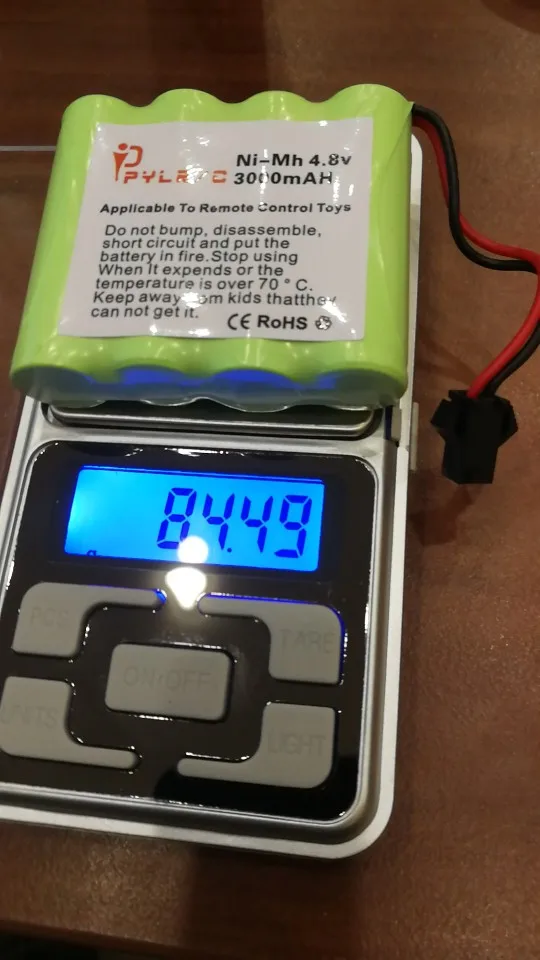 Ni-Mh 4.8v
3000mAH
Applicable To Remote Control Toys
Do not bump, disassemble,
short circuit and put the
battery in fire.Stop using
When It expends or the
temperature is over 70 ° C.
Keep away from kids thatthey
can not get it.
CE RoHS
84.49
PCS
TARE
ON/OFF
UNITS
LIGHT